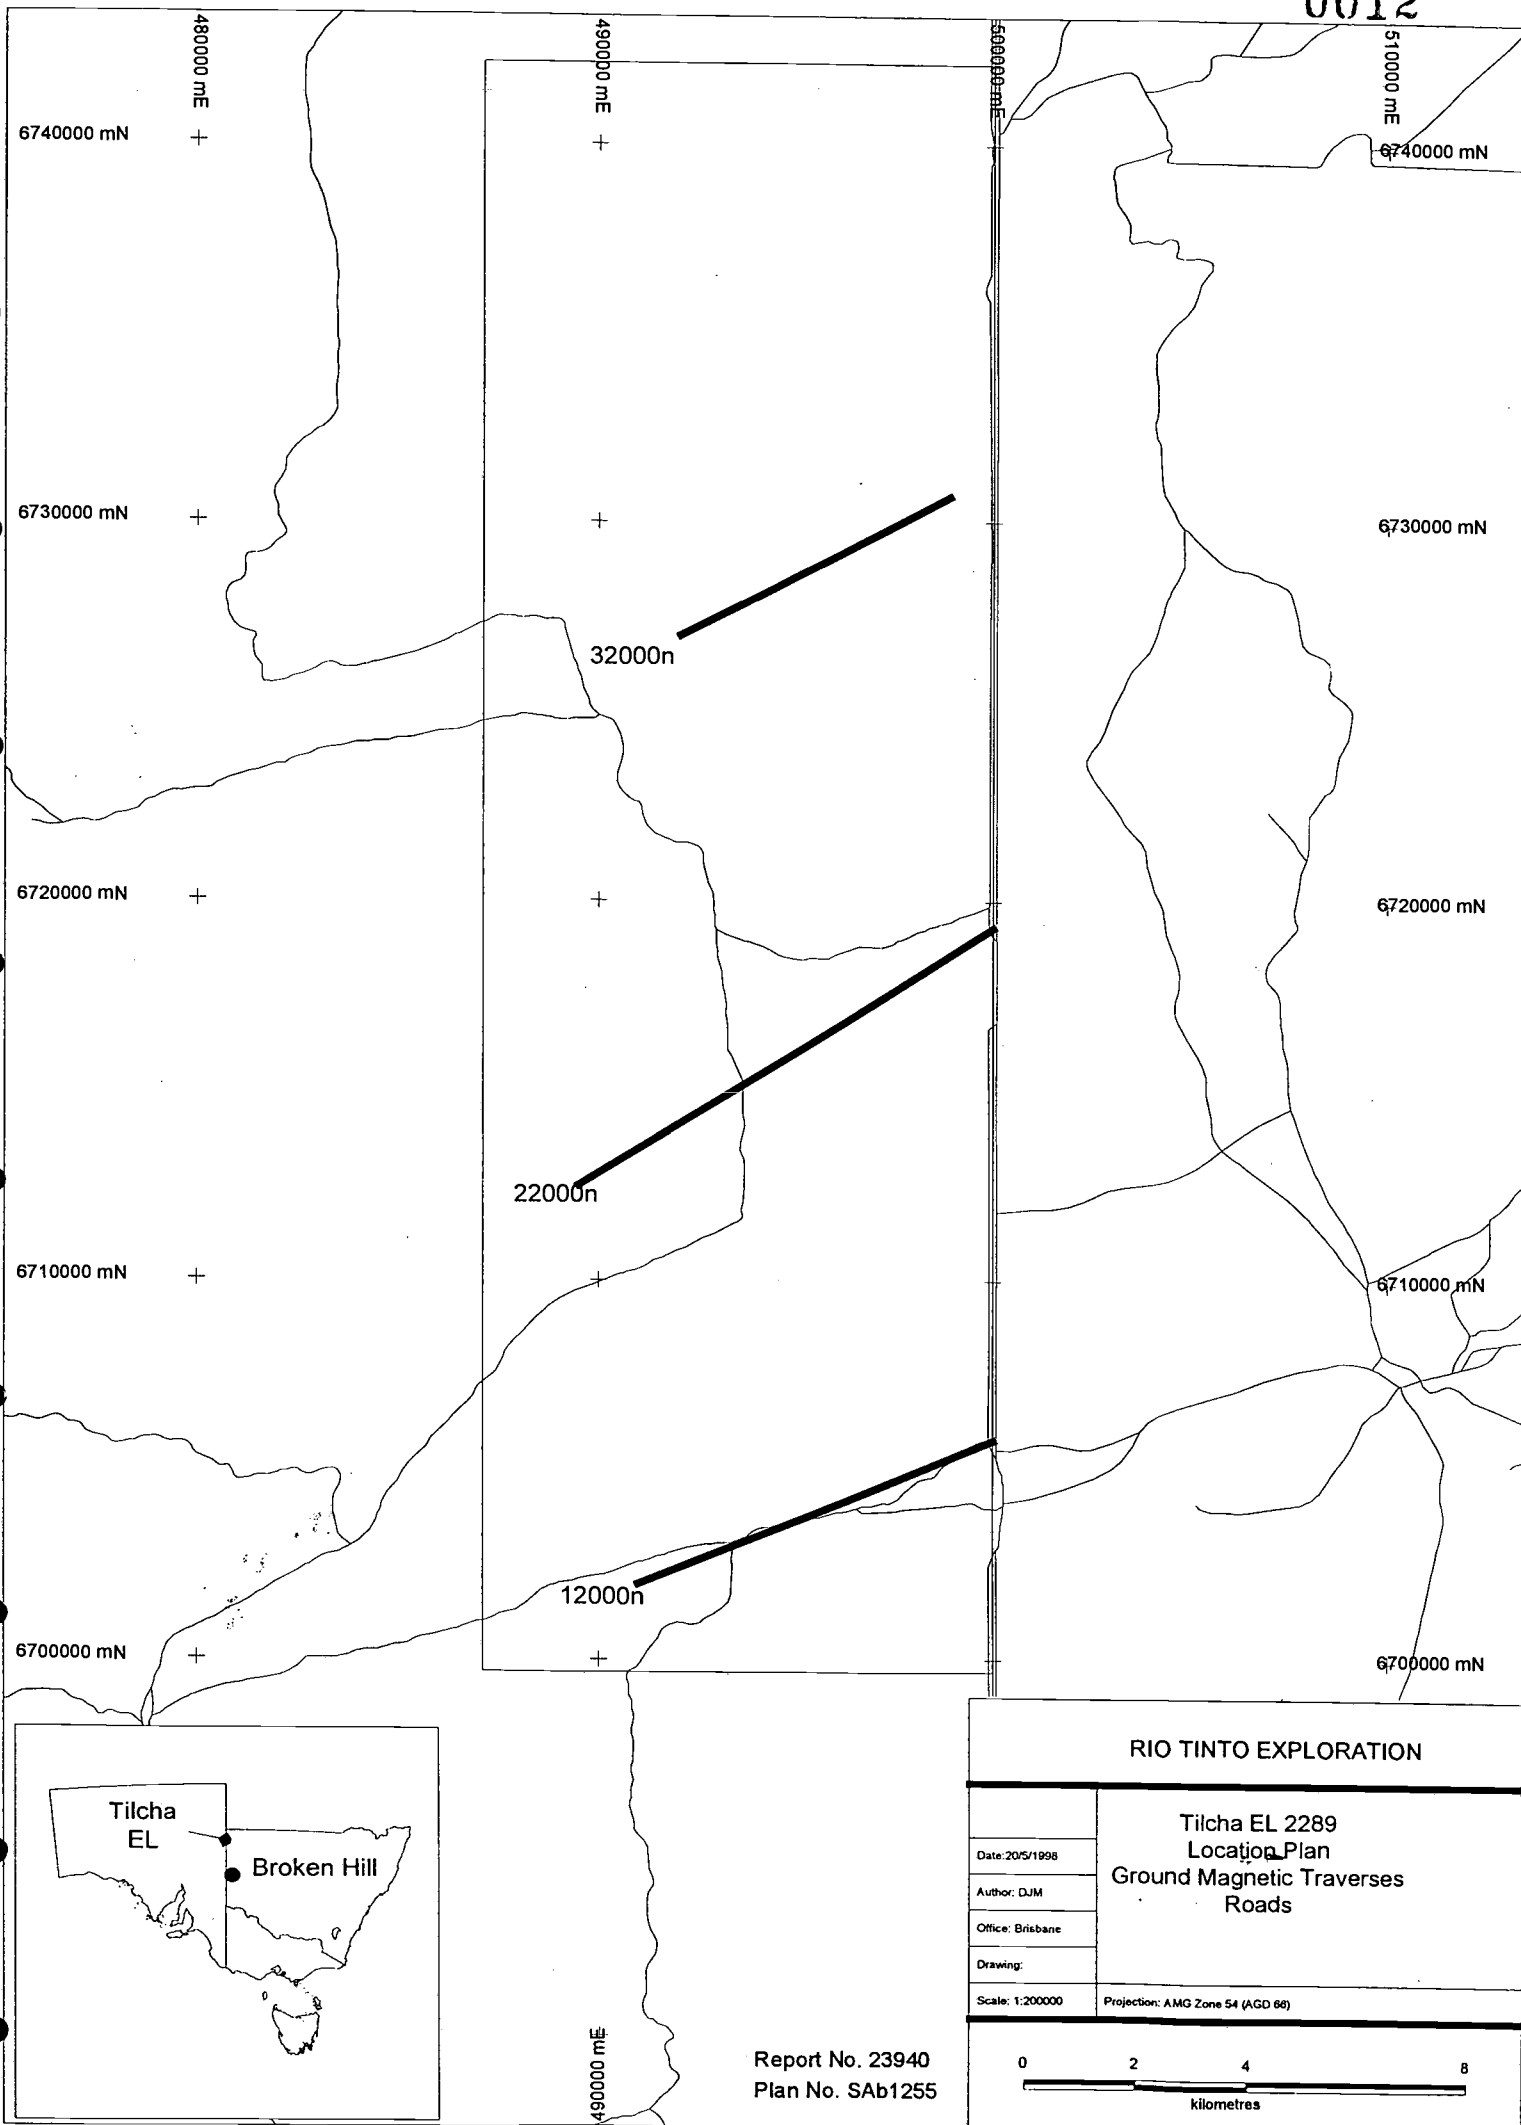 0012
480000 mE
490000 mE
500000 mE
510000 mE
6740000 mN
6740000 mN
6730000 mN
6730000 mN
32000n
6720000 mN
6720000 mN
22000n
6710000 mN
6710000 mN
12000n
6700000 mN
6700000 mN
Tilcha
EL
Broken Hill
490000 mE
Report No. 23940
Plan No. SAb1255
RIO TINTO EXPLORATION
Tilcha EL 2289
Location Plan
Ground Magnetic Traverses
Roads
Date:20/5/1998
Author: DJM
Office: Brisbane
Drawing:
Scale: 1:200000
Projection: AMG Zone 54 (AGD 66)
0 2 4 8
kilometres